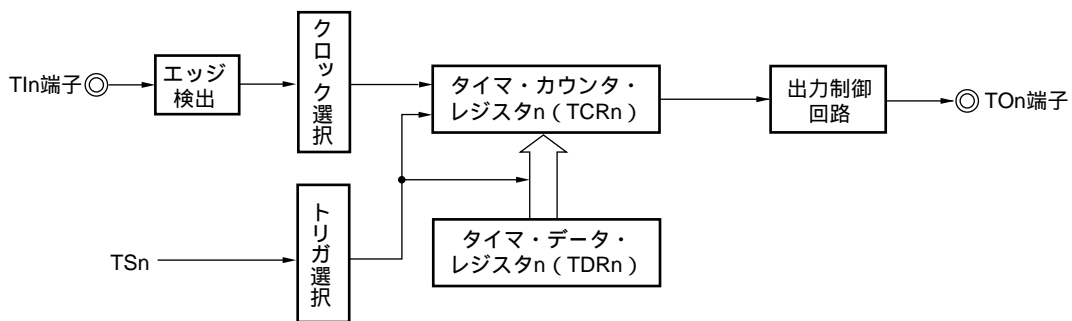 TIn端子
エッジ
検出
クロック選択
タイマ・カウンタ・
レジスタn(TCRn)
出力制御
回路
TOn端子
TSn
トリガ選択
タイマ・データ・
レジスタn(TDRn)